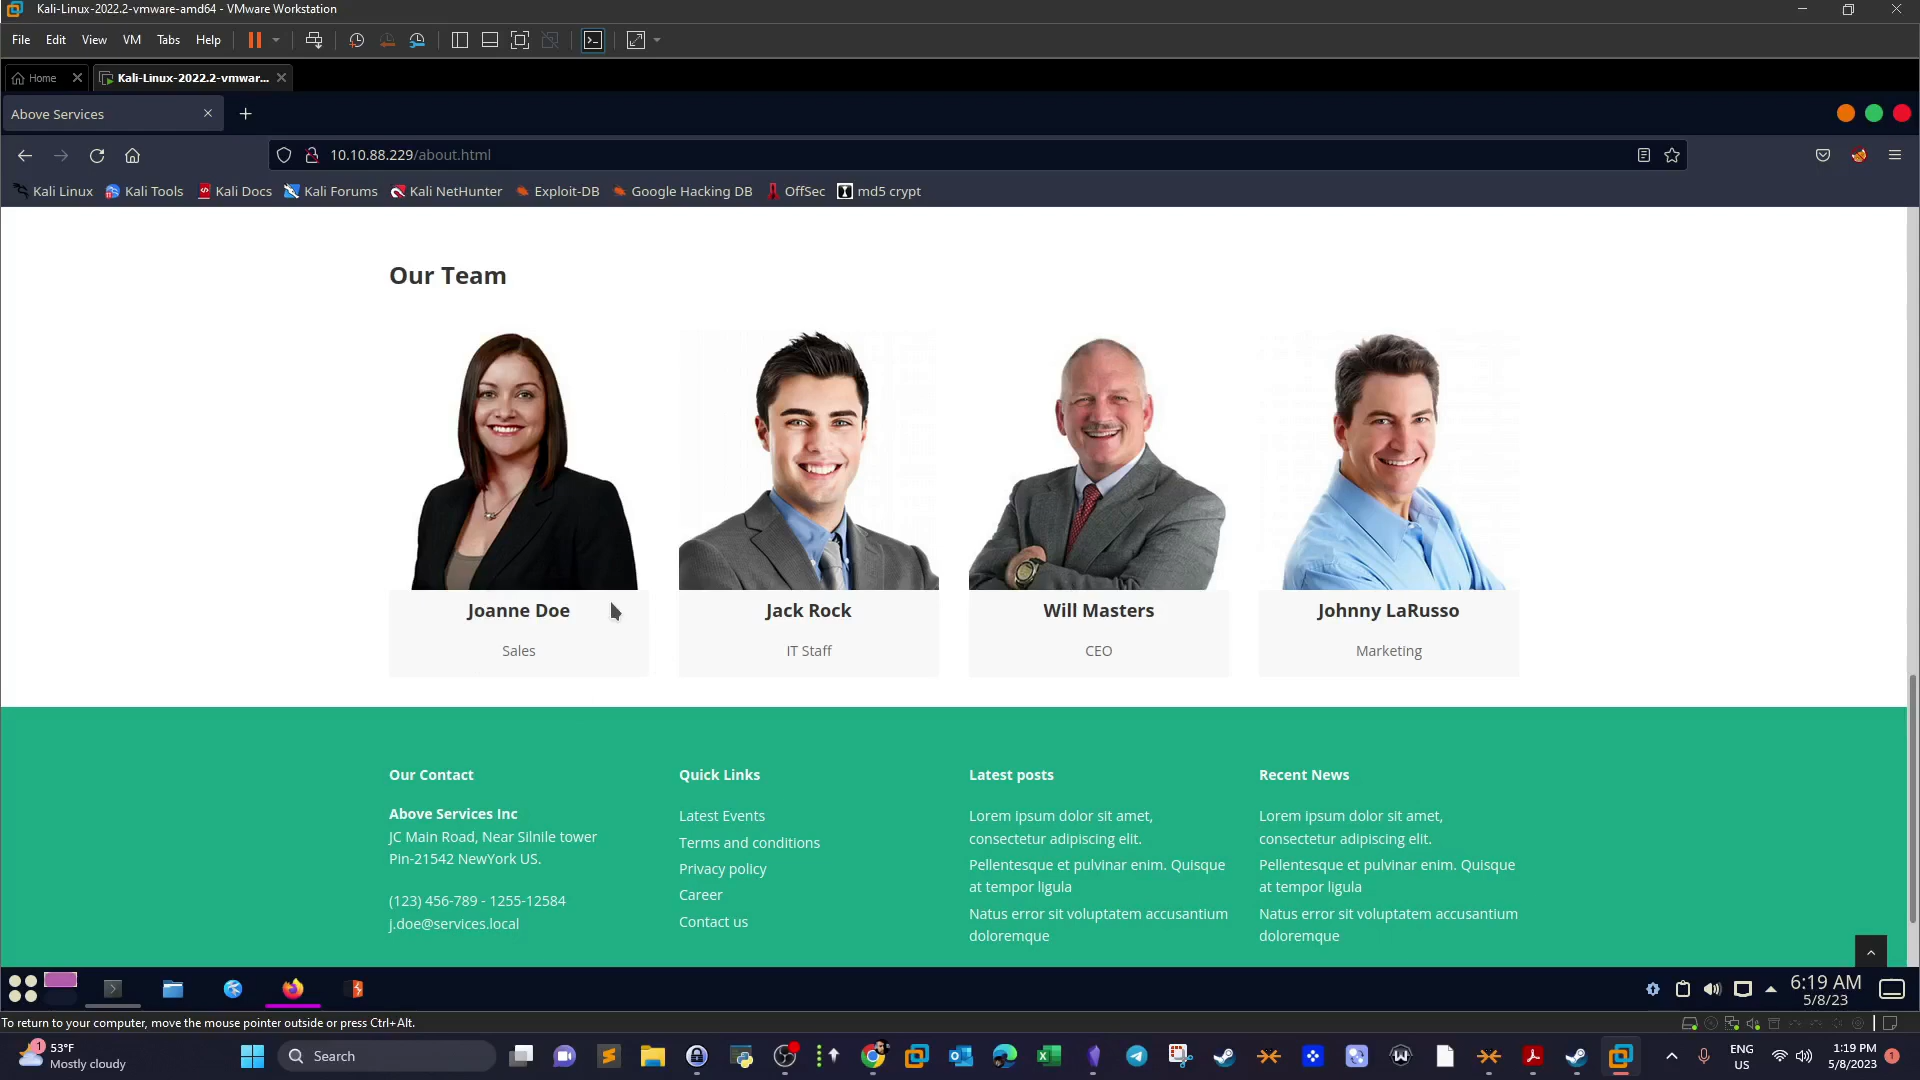 Kali-Linux-2022.2-vmware-amd64 - VMware Workstation
File Edit View VM Tabs Help
Home Kali-Linux-2022.2-vmwar...
Above Services
10.10.88.229/about.html
Kali Linux Kali Tools Kali Docs Kali Forums Kali NetHunter Exploit-DB Google Hacking DB OffSec md5 crypt
Our Team
Joanne Doe Jack Rock Will Masters Johnny LaRusso
Sales IT Staff CEO Marketing
Our Contact
Above Services Inc
JC Main Road, Near Silnile tower
Pin-21542 NewYork US.
(123) 456-789 - 1255-12584
j.doe@services.local
Quick Links
Latest Events
Terms and conditions
Privacy policy
Career
Contact us
Latest posts
Lorem ipsum dolor sit amet,
consectetur adipiscing elit.
Pellentesque et pulvinar enim. Quisque
at tempor ligula
Natus error sit voluptatem accusantium
doloremque
Recent News
Lorem ipsum dolor sit amet,
consectetur adipiscing elit.
Pellentesque et pulvinar enim. Quisque
at tempor ligula
Natus error sit voluptatem accusantium
doloremque
6:19 AM
5/8/23
To return to your computer, move the mouse pointer outside or press Ctrl+Alt.
1
53°F
Mostly cloudy
Search
ENG
US
1:19 PM
5/8/2023
1